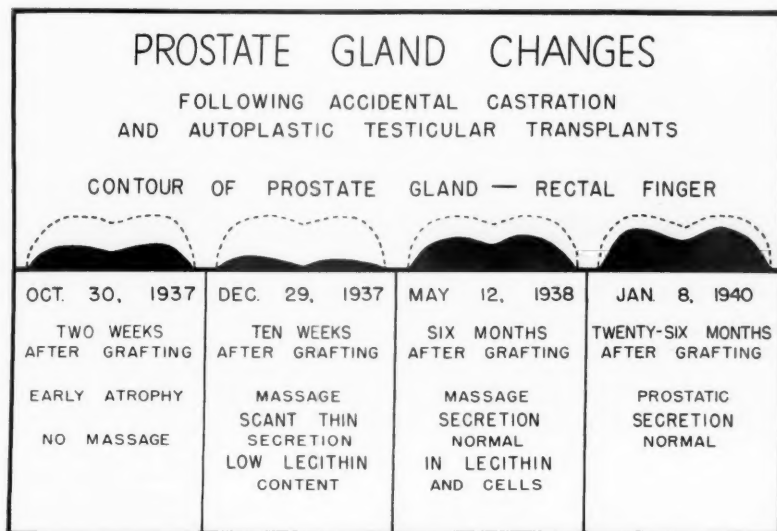 PROSTATE GLAND CHANGES
FOLLOWING ACCIDENTAL CASTRATION
AND AUTOPLASTIC TESTICULAR TRANSPLANTS
CONTOUR OF PROSTATE GLAND — RECTAL FINGER
OCT. 30, 1937
TWO WEEKS
AFTER GRAFTING
EARLY ATROPHY
NO MASSAGE
DEC. 29, 1937
TEN WEEKS
AFTER GRAFTING
MASSAGE
SCANT THIN
SECRETION
LOW LECITHIN
CONTENT
MAY 12, 1938
SIX MONTHS
AFTER GRAFTING
MASSAGE
SECRETION
NORMAL
IN LECITHIN
AND CELLS
JAN. 8, 1940
TWENTY-SIX MONTHS
AFTER GRAFTING
PROSTATIC
SECRETION
NORMAL